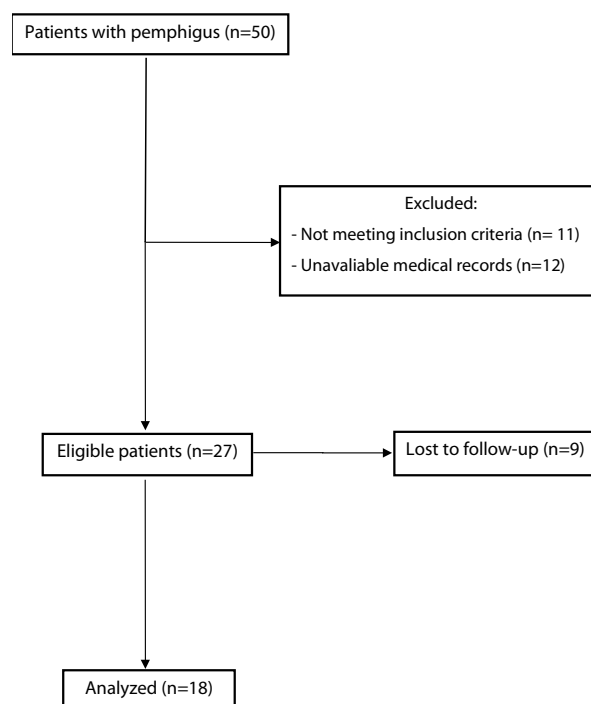 Patients with pemphigus (n=50)
Excluded:
- Not meeting inclusion criteria (n= 11)
- Unavaliable medical records (n=12)
Eligible patients (n=27)
Lost to follow-up (n=9)
Analyzed (n=18)